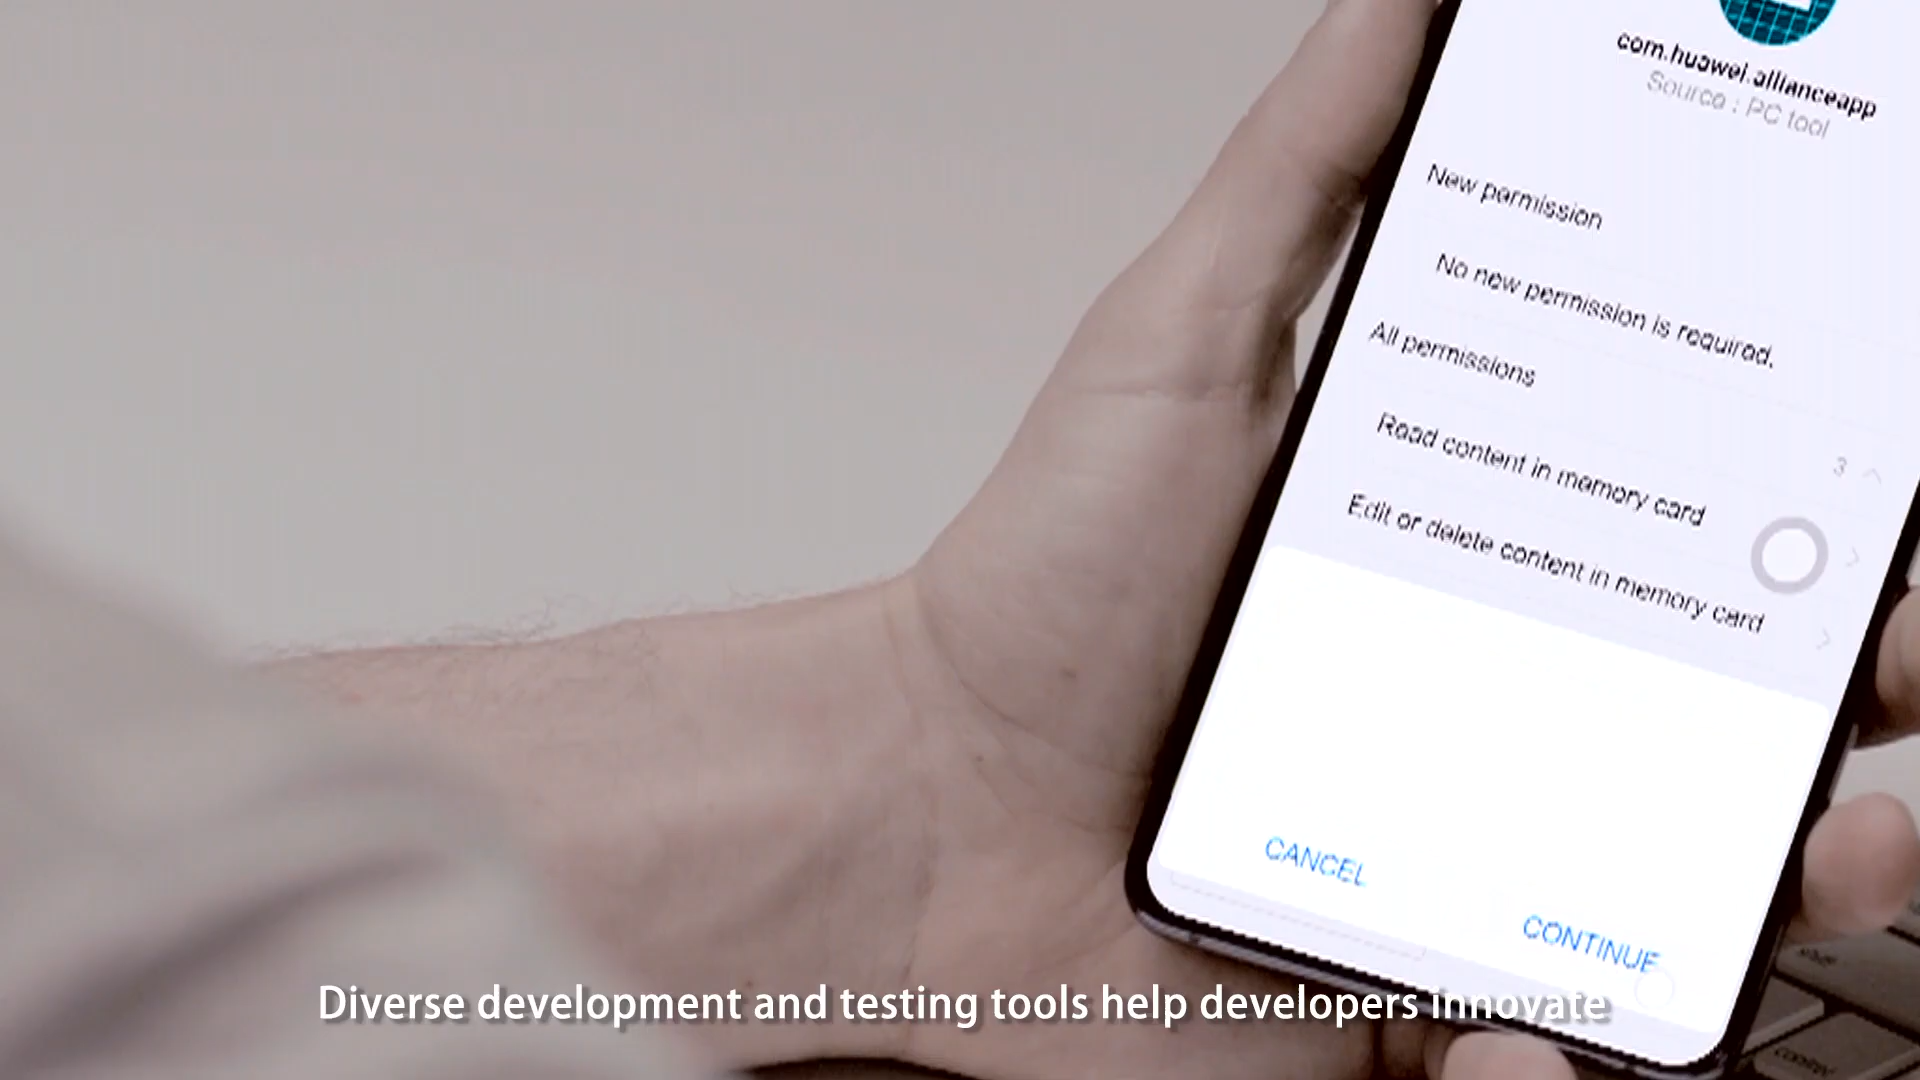 com.huawei.allianceapp
Source : PC tool
New permission
No new permission is required.
All permissions
3
Read content in memory card
Edit or delete content in memory card
CANCEL
CONTINUE
Diverse development and testing tools help developers innovate